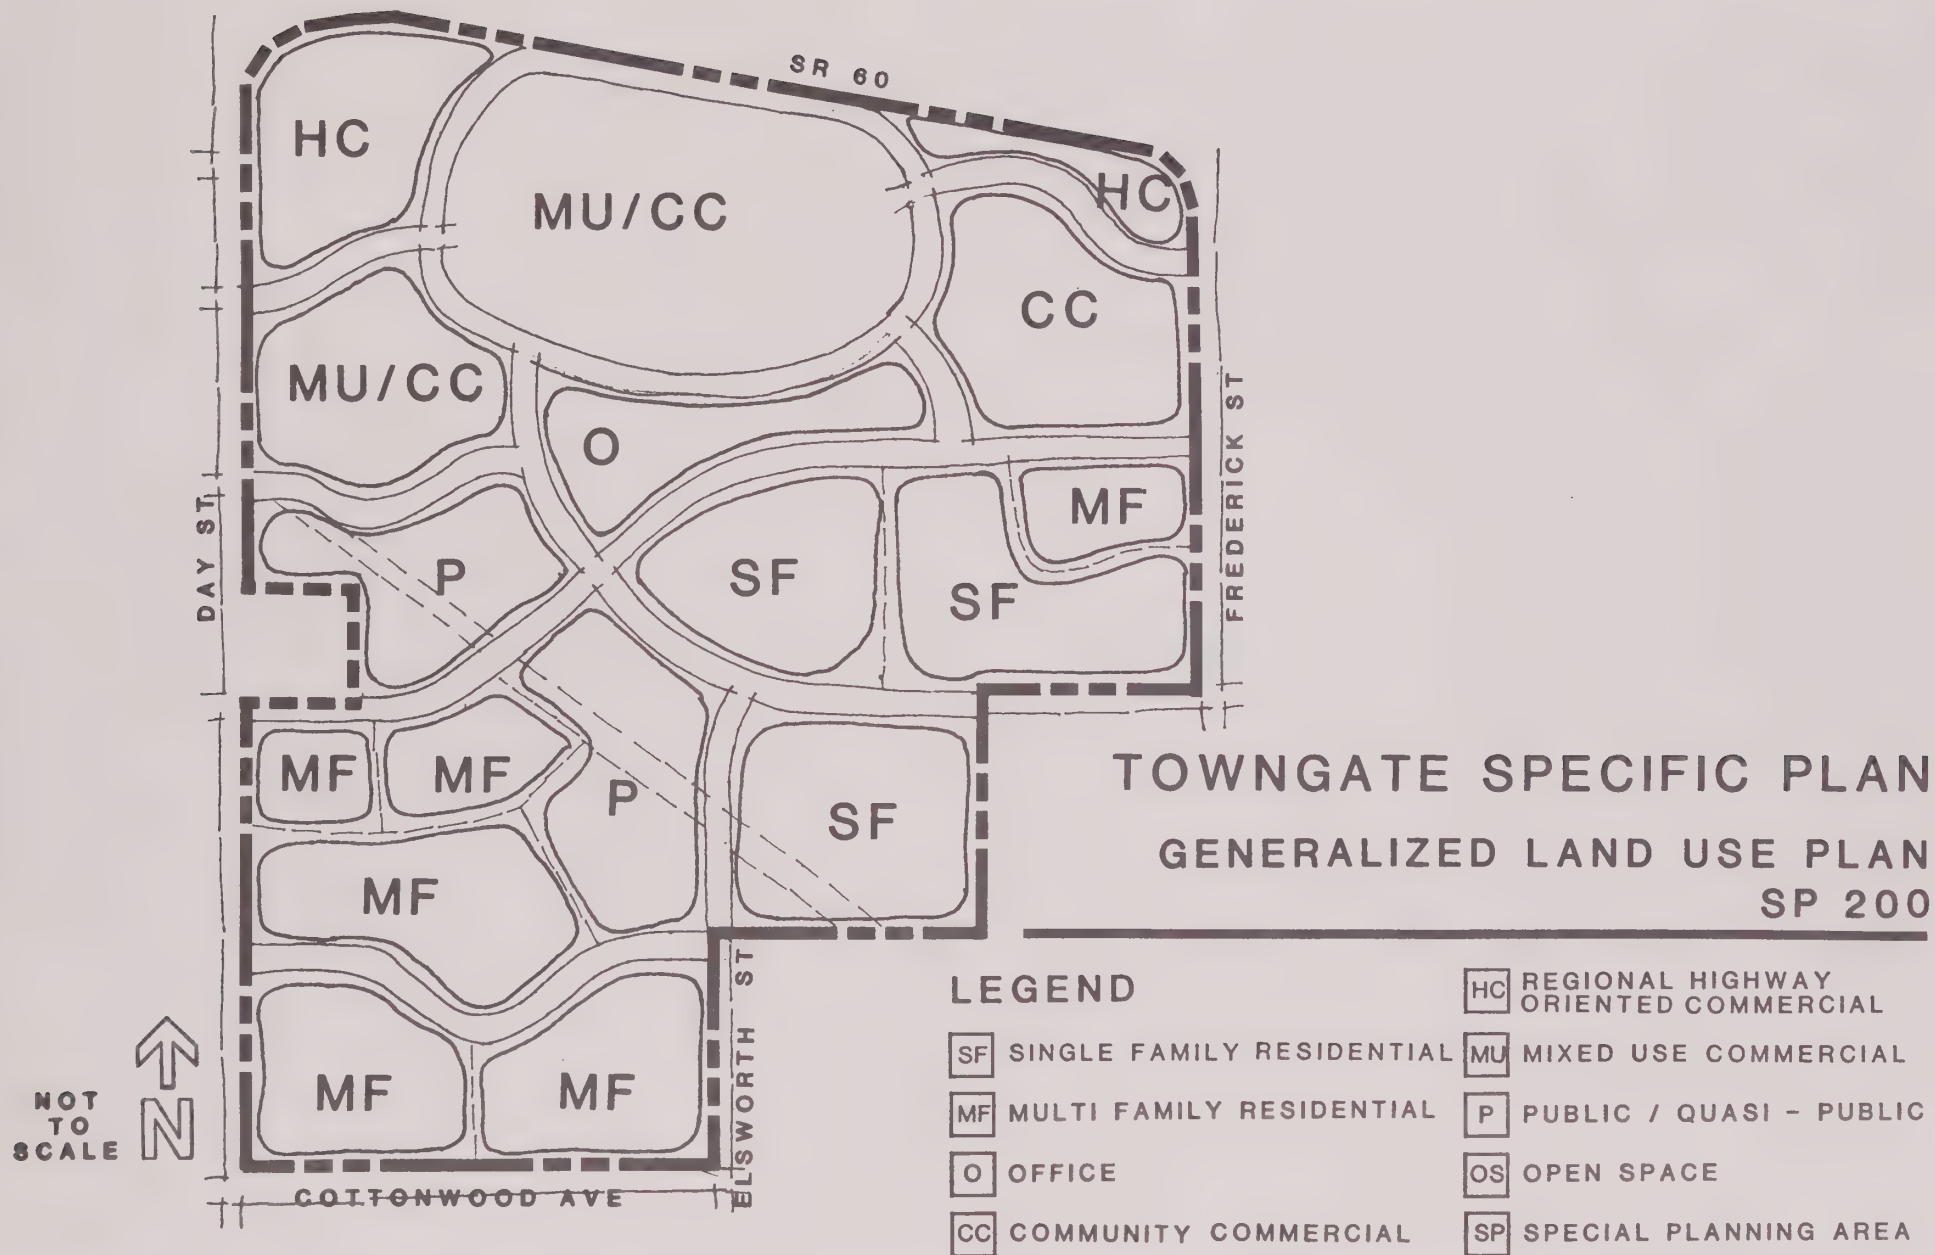 SR 60
HC
HC
MU/CC
CC
MU/CC
O
MF
DAY ST
FREDERICK ST
P
SF
SF
MF
MF
P
SF
MF
MF
MF
TOWNGATE SPECIFIC PLAN
GENERALIZED LAND USE PLAN
SP 200
NOT
TO
SCALE
N
COTTONWOOD AVE
ELSWORTH ST
LEGEND
SF SINGLE FAMILY RESIDENTIAL
MF MULTI FAMILY RESIDENTIAL
O OFFICE
CC COMMUNITY COMMERCIAL
HC REGIONAL HIGHWAY
ORIENTED COMMERCIAL
MU MIXED USE COMMERCIAL
P PUBLIC / QUASI - PUBLIC
OS OPEN SPACE
SP SPECIAL PLANNING AREA